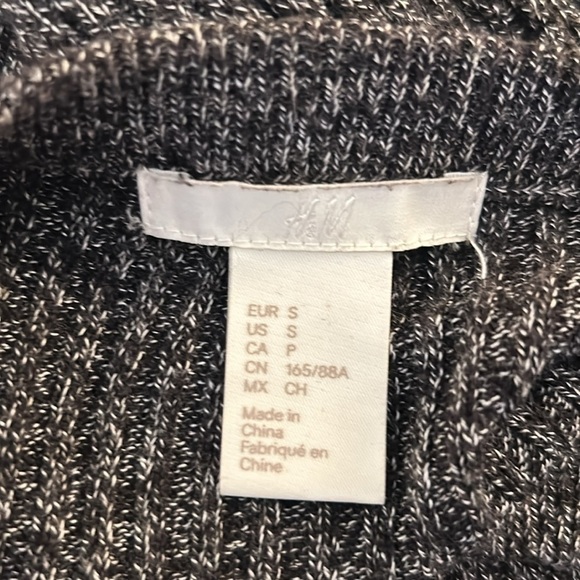 H&M
EUR S
US S
CA P
CN 165/88A
MX CH
Made in
China
Fabriqué en
Chine